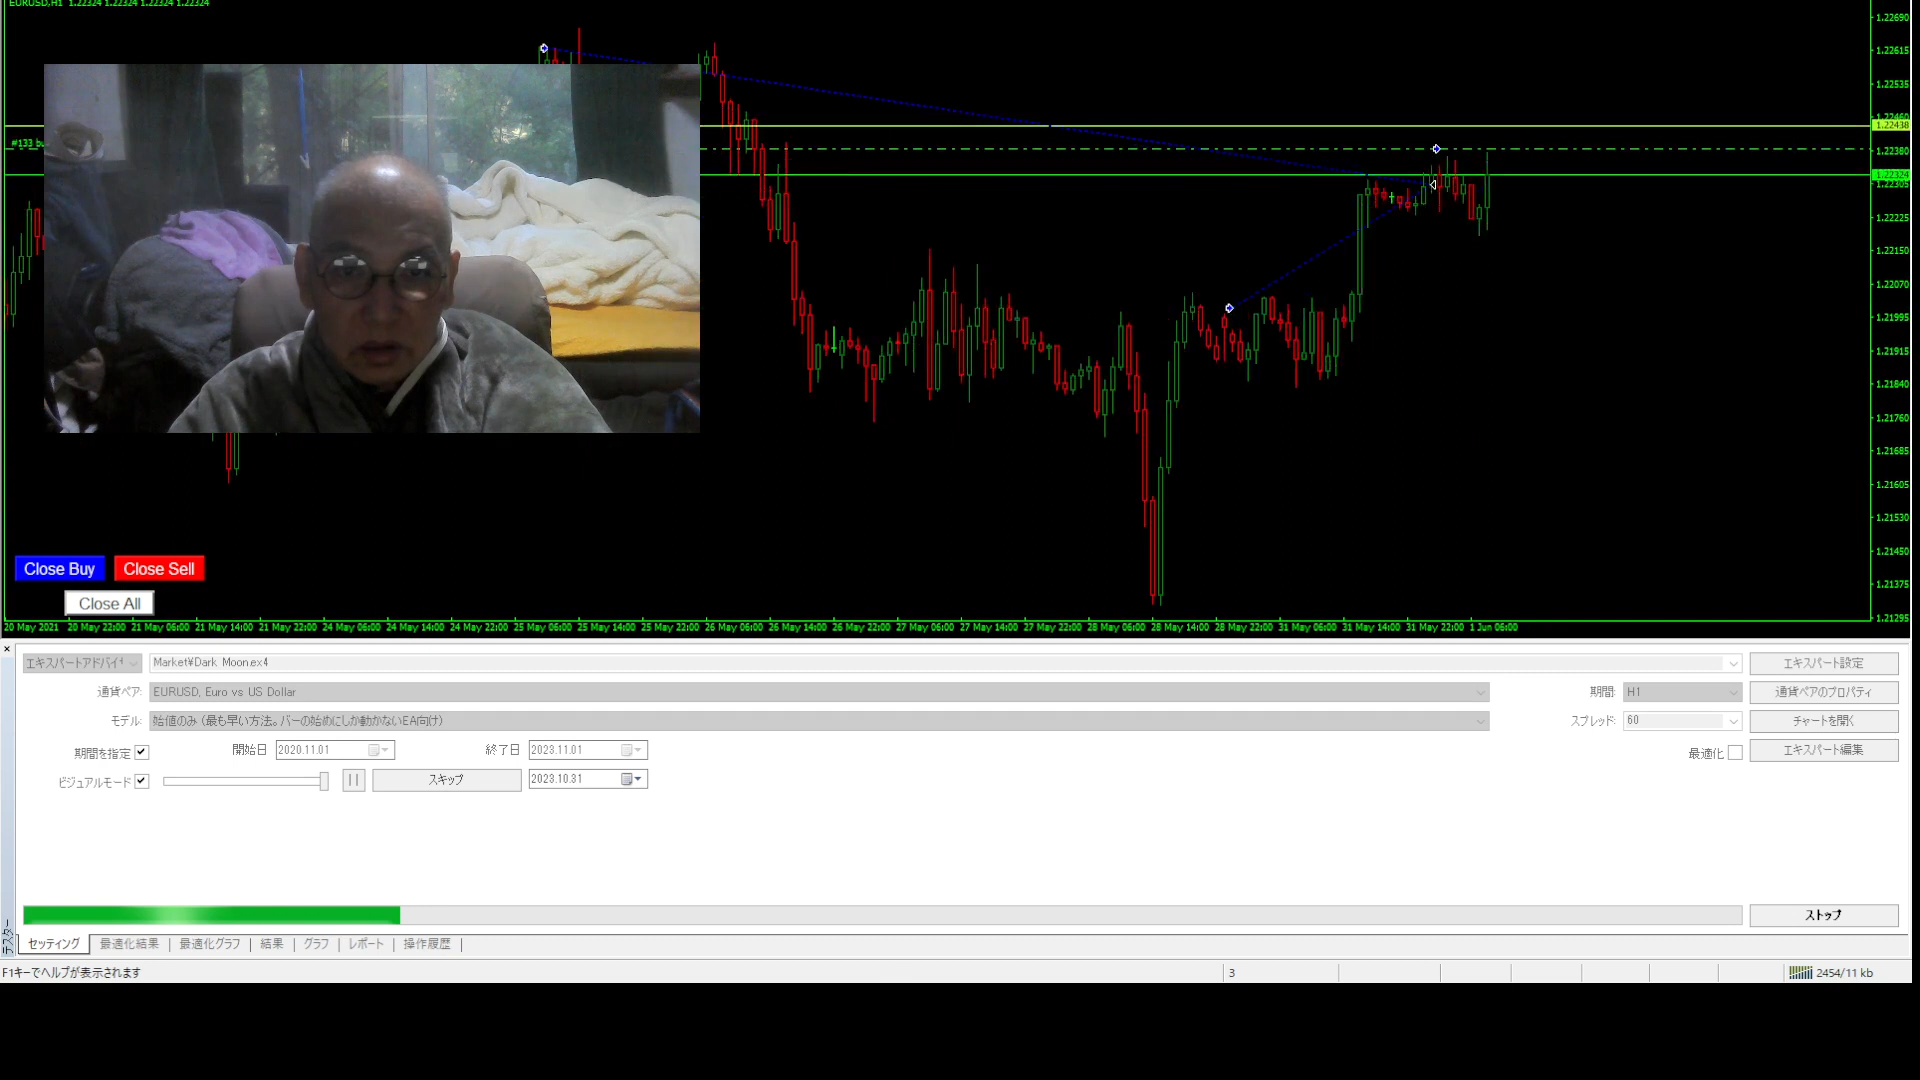 EURUSD,H1 1.22324 1.22324 1.22324 1.22324
1.22690
1.22615
1.22535
1.22460
1.22438
#133 b
1.22380
1.22324
1.22305
1.22225
1.22150
1.22070
1.21995
1.21915
1.21840
1.21760
1.21685
1.21605
1.21530
1.21450
1.21375
1.21295
Close Buy
Close Sell
Close All
20 May 2021 20 May 22:00 21 May 06:00 21 May 14:00 21 May 22:00 24 May 06:00 24 May 14:00 24 May 22:00 25 May 06:00 25 May 14:00 25 May 22:00 26 May 06:00 26 May 14:00 26 May 22:00 27 May 06:00 27 May 14:00 27 May 22:00 28 May 06:00 28 May 14:00 28 May 22:00 31 May 06:00 31 May 14:00 31 May 22:00 1 Jun 06:00
エキスパートアドバイ Market¥Dark Moon.ex4 エキスパート設定
通貨ペア: EURUSD, Euro vs US Dollar 期間: H1 通貨ペアのプロパティ
モデル: 始値のみ (最も早い方法。バーの始めにしか動かないEA向け) スプレッド: 60 チャートを開く
期間を指定 開始日 2020.11.01 終了日 2023.11.01 最適化 エキスパート編集
ビジュアルモード スキップ 2023.10.31
ストップ
テスター
セッティング 最適化結果 最適化グラフ 結果 グラフ レポート 操作履歴
F1キーでヘルプが表示されます 3 2454/11 kb